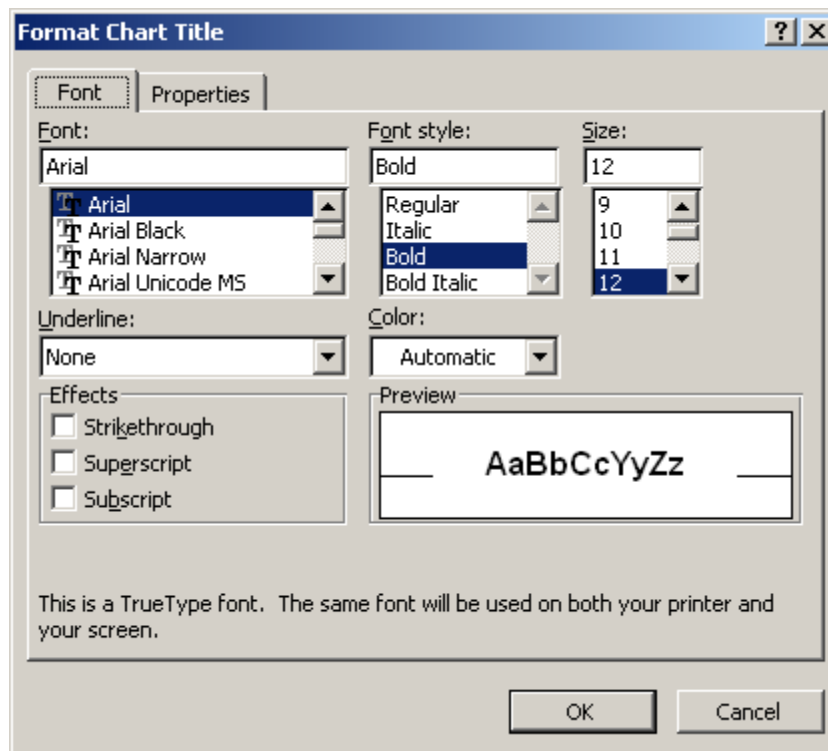 Format Chart Title
Font Properties
Font: Font style: Size:
Arial Bold 12
Arial Regular 9
Arial Black Italic 10
Arial Narrow Bold 11
Arial Unicode MS Bold Italic 12
Underline: Color:
None Automatic
Effects Preview
Strikethrough
Superscript AaBbCcYyZz
Subscript
This is a TrueType font. The same font will be used on both your printer and
your screen.
OK Cancel